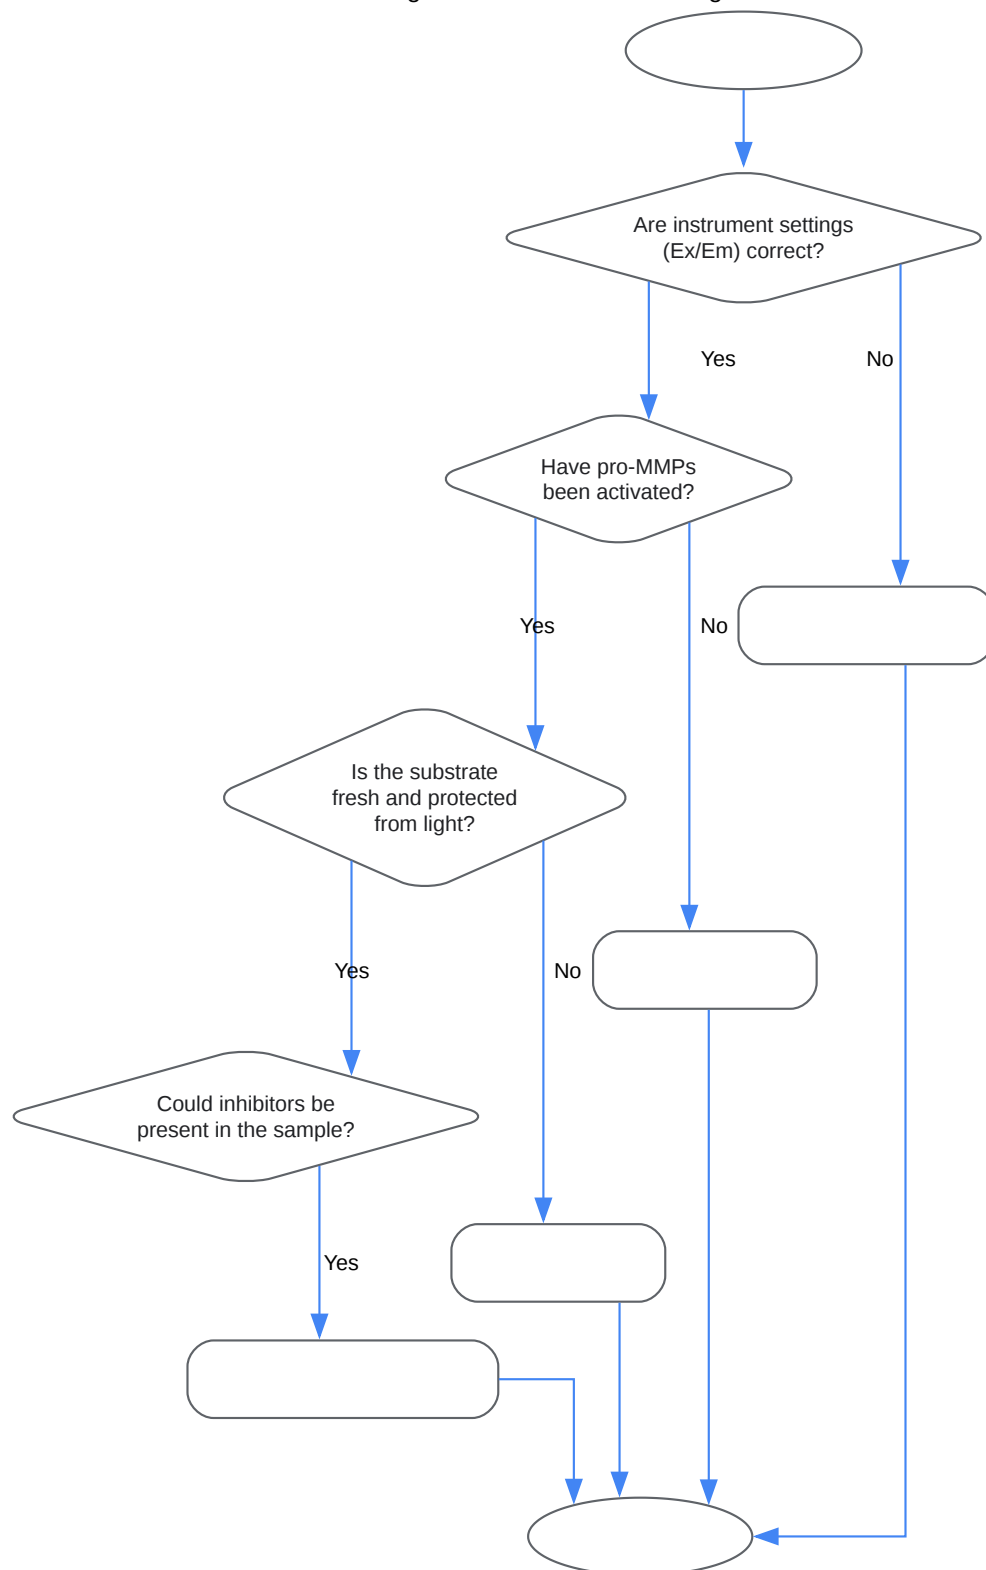 Are instrument settings
(Ex/Em) correct?
Yes
No
Have pro-MMPs
been activated?
Yes
No
Is the substrate
fresh and protected
from light?
Yes
No
Could inhibitors be
present in the sample?
Yes